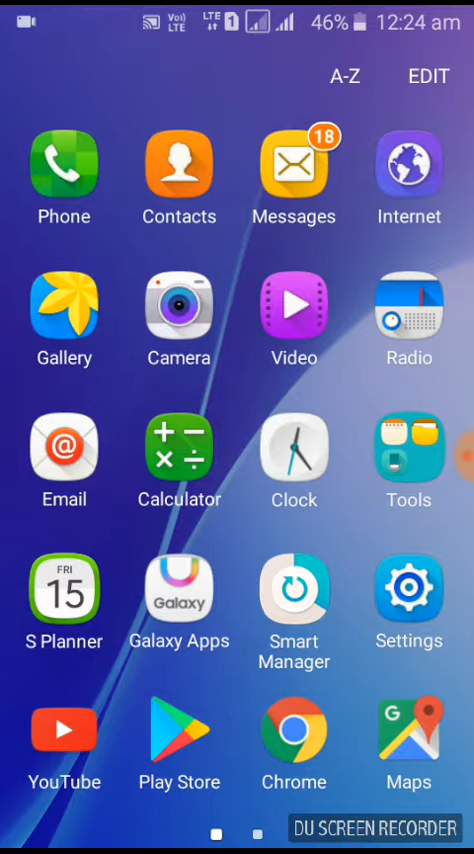 Vo)) LTE LTE 1 46% 12:24 am
A-Z EDIT
18
Phone Contacts Messages Internet
Gallery Camera Video Radio
@
Email Calculator Clock Tools
FRI
15 Galaxy
S Planner Galaxy Apps Smart Manager Settings
G
YouTube Play Store Chrome Maps
DU SCREEN RECORDER